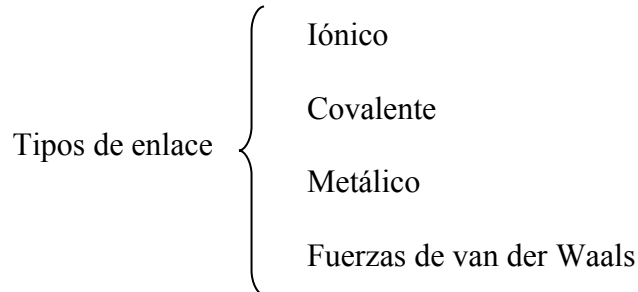 Iónico
Covalente
Tipos de enlace
Metálico
Fuerzas de van der Waals